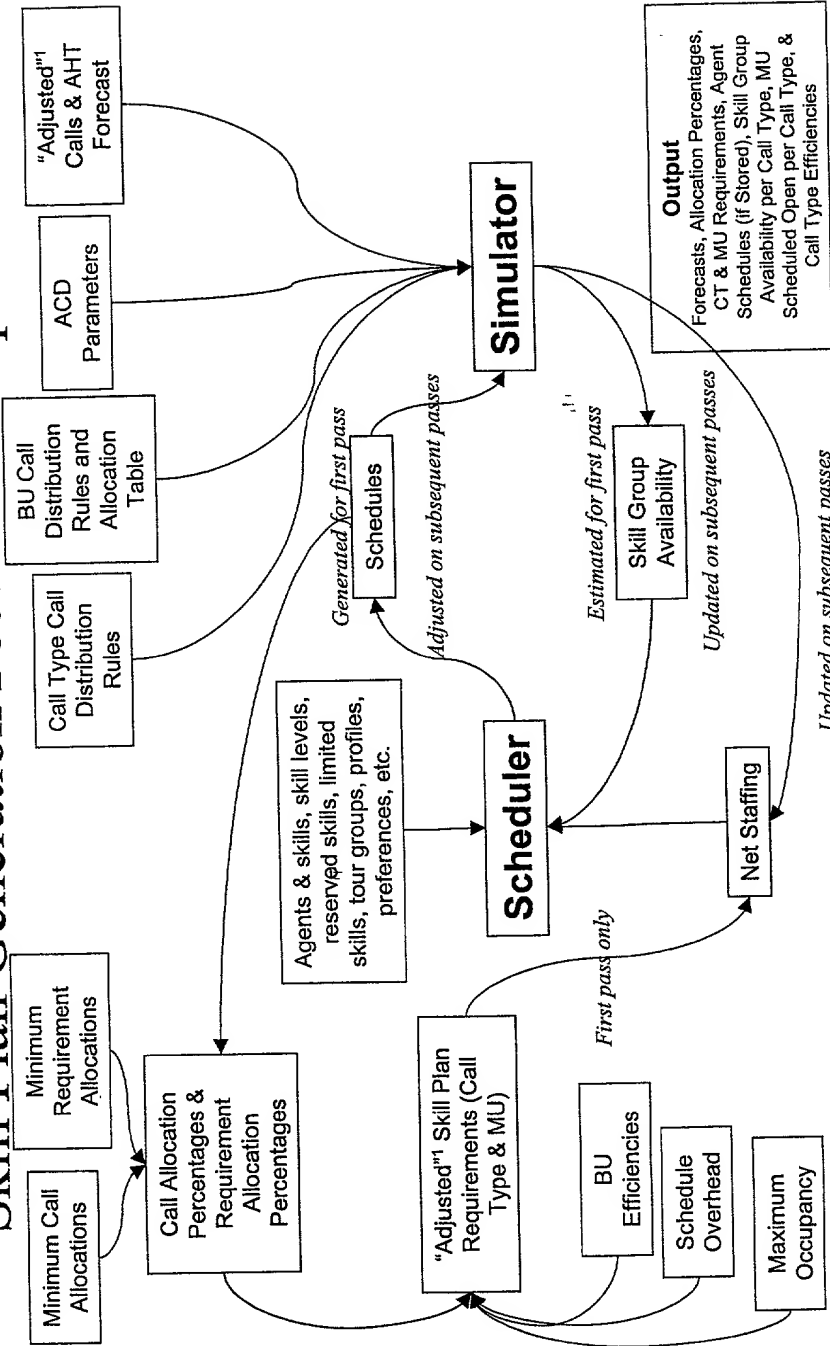 Skill Plan Generation
Minimum Call
Allocations
Minimum
Requirement
Allocations
Call Type Call
Distribution
Rules
BU Call
Distribution
Rules and
Allocation
Table
ACD
Parameters
"Adjusted"1
Calls & AHT
Forecast
Call Allocation
Percentages &
Requirement
Allocation
Percentages
Generated for first pass
Schedules
Adjusted on subsequent passes
Agents & skills, skill levels,
reserved skills, limited
skills, tour groups, profiles,
preferences, etc.
Scheduler
Simulator
"Adjusted"1 Skill Plan
Requirements (Call
Type & MU)
First pass only
Estimated for first pass
Skill Group
Availability
Updated on subsequent passes
BU
Efficiencies
Schedule
Overhead
Maximum
Occupancy
Net Staffing
Updated on subsequent passes
Output
Forecasts, Allocation Percentages,
CT & MU Requirements, Agent
Schedules (if Stored), Skill Group
Availability per Call Type, MU
Scheduled Open per Call Type, &
Call Type Efficiencies